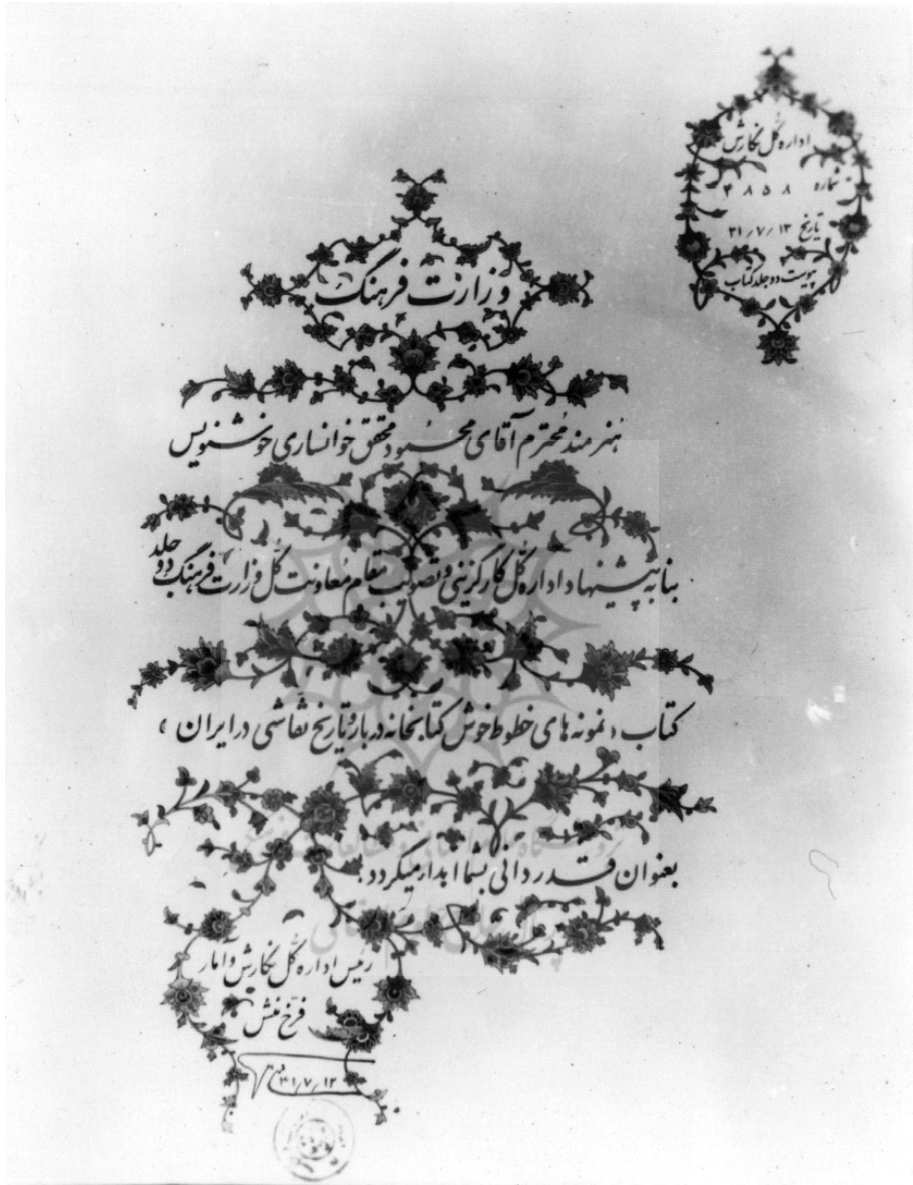 اداره کل نگارش
شماره ۴۸۵۸
تاریخ ۳۱/۷/۱۳
پیوست دو جلد کتاب
وزارت فرهنگ
هنرمند محترم آقای محمود محقق خوانساری خوشنویس
بنا به پیشنهاد اداره کل کارگزینی و تصویب مقام معاونت کل وزارت فرهنگ دو جلد
کتاب «نمونه های خطوط خوش کتابخانه دربار و تاریخ نقاشی در ایران»
بعنوان قدردانی بشما اهدا میگردد.
رئیس اداره کل نگارش و آمار
فرخ منش
۴۱/۷/۱۲